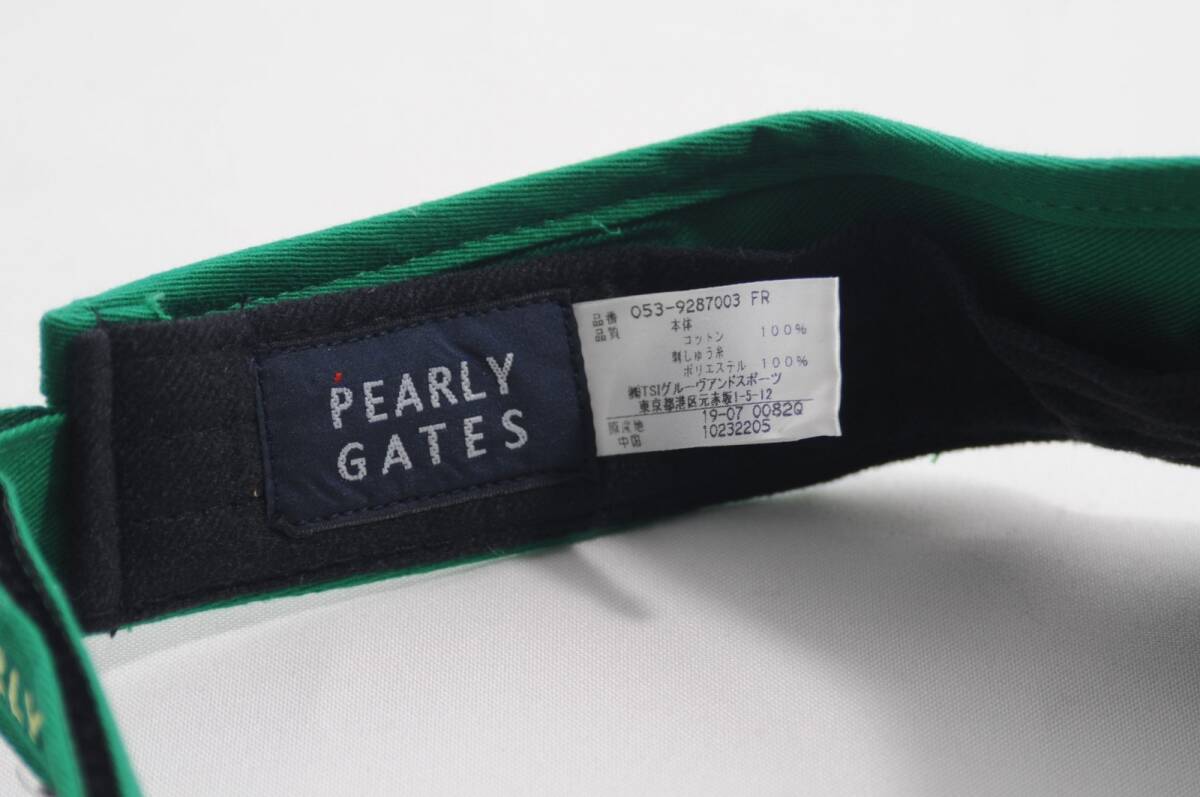 PEARLY
GATES
品番 053-9287003 FR
品質 本体
コットン 100%
刺しゅう糸
ポリエステル 100%
㈱TSIグルーヴアンドスポーツ
東京都港区元赤坂1-5-12
19-07 0082Q
原産地 10232205
中国
RLY